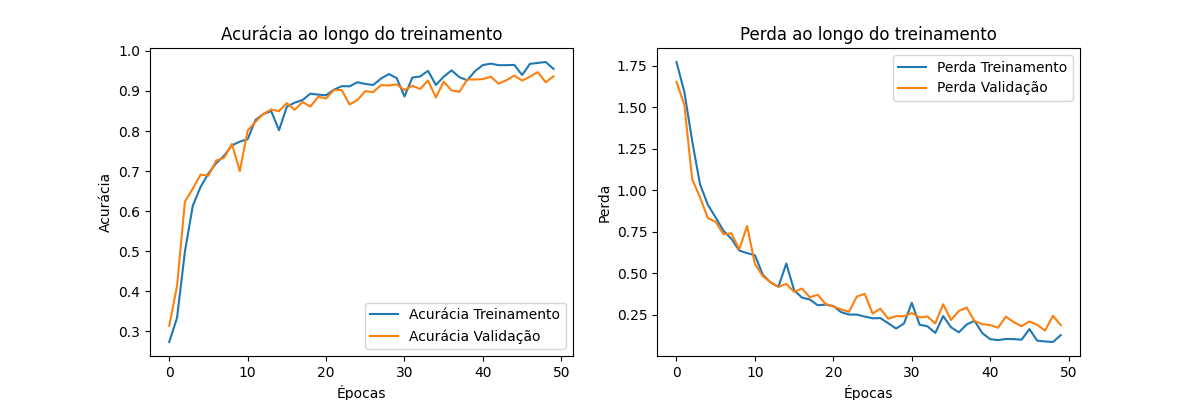 Acurácia ao longo do treinamento
1.0
0.9
0.8
0.7
0.6
0.5
0.4
0.3
Acurácia
Acurácia Treinamento
Acurácia Validação
0 10 20 30 40 50
Épocas
Perda ao longo do treinamento
1.75
1.50
1.25
1.00
0.75
0.50
0.25
Perda
Perda Treinamento
Perda Validação
0 10 20 30 40 50
Épocas